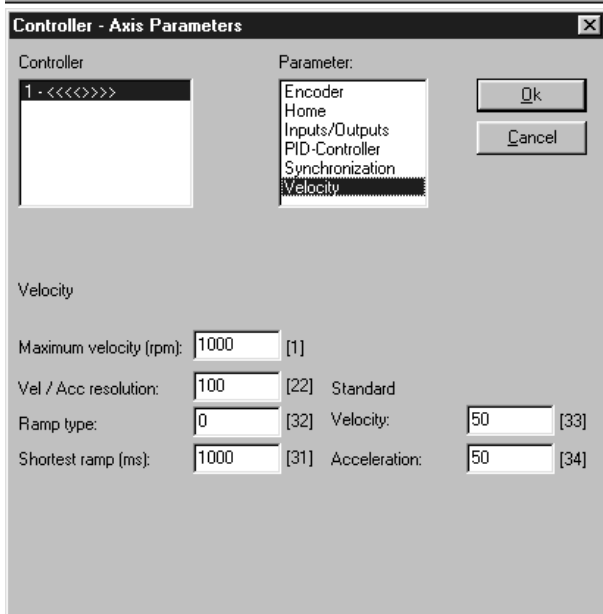 Controller - Axis Parameters
Controller
Parameter:
1 - <<<<>>>>
Encoder
Home
Inputs/Outputs
PID-Controller
Synchronization
Velocity
Ok
Cancel
Velocity
Maximum velocity (rpm): 1000 [1]
Vel / Acc resolution: 100 [22] Standard
Ramp type: 0 [32] Velocity: 50 [33]
Shortest ramp (ms): 1000 [31] Acceleration: 50 [34]